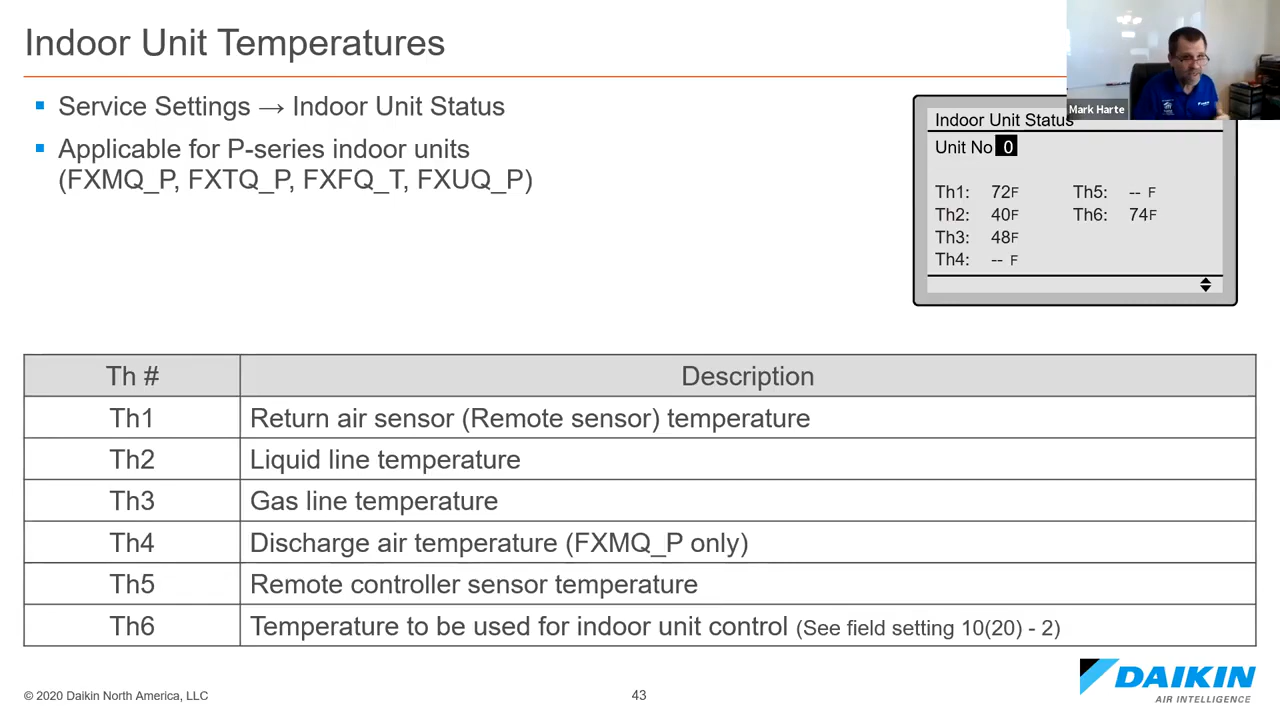 Indoor Unit Temperatures
Mark Harte
▪ Service Settings → Indoor Unit Status
▪ Applicable for P-series indoor units
(FXMQ_P, FXTQ_P, FXFQ_T, FXUQ_P)
Indoor Unit Status
Unit No 0
Th1: 72F Th5: -- F
Th2: 40F Th6: 74F
Th3: 48F
Th4: -- F
Th # Description
Th1 Return air sensor (Remote sensor) temperature
Th2 Liquid line temperature
Th3 Gas line temperature
Th4 Discharge air temperature (FXMQ_P only)
Th5 Remote controller sensor temperature
Th6 Temperature to be used for indoor unit control (See field setting 10(20) - 2)
© 2020 Daikin North America, LLC
43
DAIKIN
AIR INTELLIGENCE